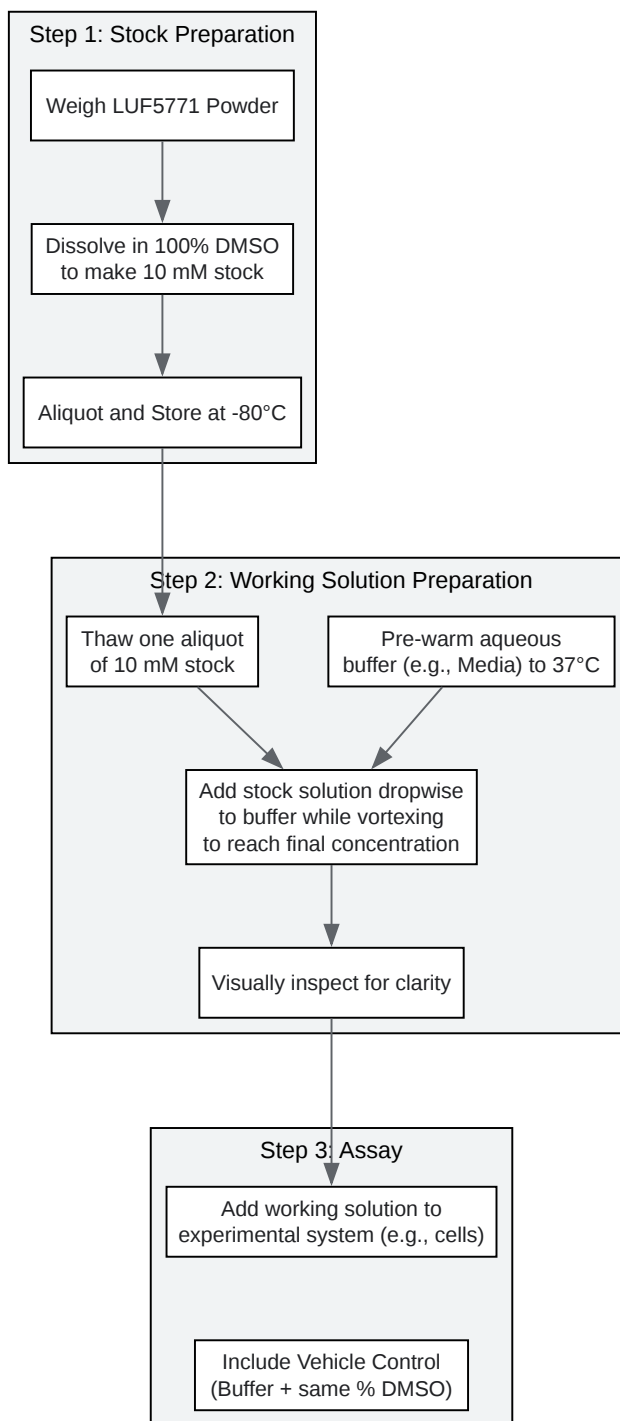 Step 1: Stock Preparation
Weigh LUF5771 Powder
Dissolve in 100% DMSO
to make 10 mM stock
Aliquot and Store at -80°C
Step 2: Working Solution Preparation
Thaw one aliquot
of 10 mM stock
Pre-warm aqueous
buffer (e.g., Media) to 37°C
Add stock solution dropwise
to buffer while vortexing
to reach final concentration
Visually inspect for clarity
Step 3: Assay
Add working solution to
experimental system (e.g., cells)
Include Vehicle Control
(Buffer + same % DMSO)